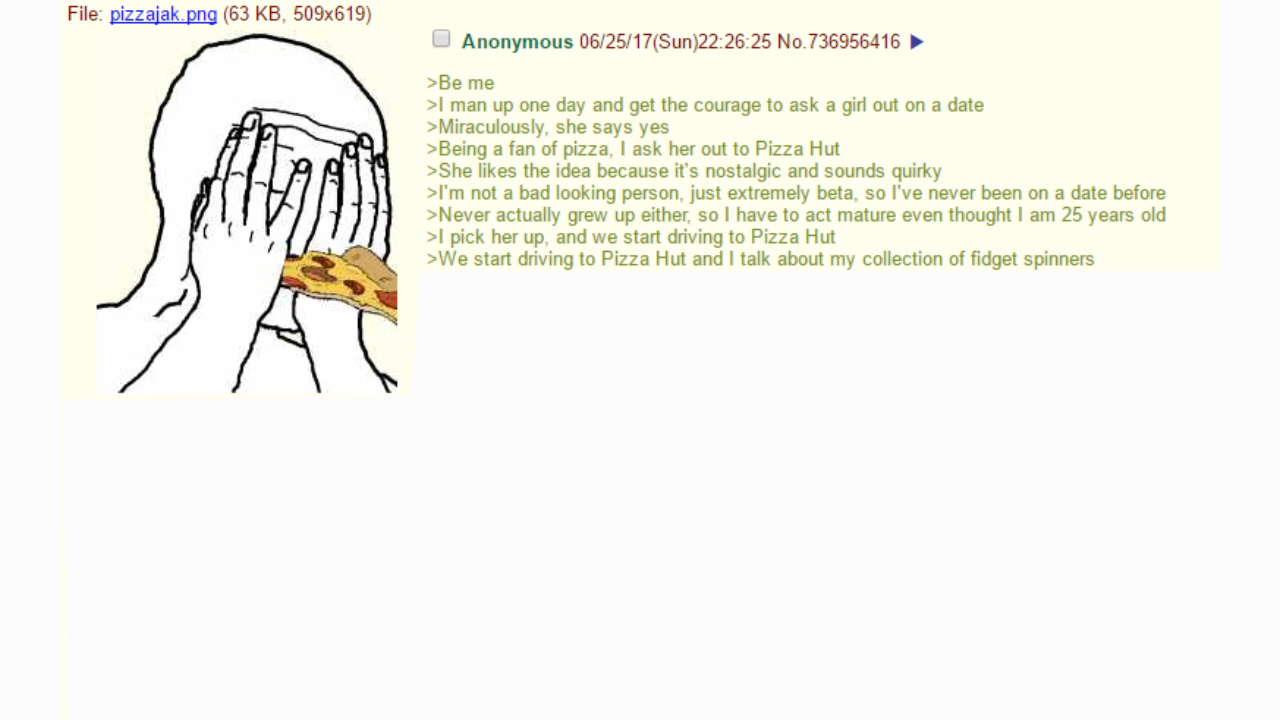 File: pizzajak.png (63 KB, 509x619)
Anonymous 06/25/17(Sun)22:26:25 No.736956416
>Be me
>I man up one day and get the courage to ask a girl out on a date
>Miraculously, she says yes
>Being a fan of pizza, I ask her out to Pizza Hut
>She likes the idea because it's nostalgic and sounds quirky
>I'm not a bad looking person, just extremely beta, so I've never been on a date before
>Never actually grew up either, so I have to act mature even thought I am 25 years old
>I pick her up, and we start driving to Pizza Hut
>We start driving to Pizza Hut and I talk about my collection of fidget spinners